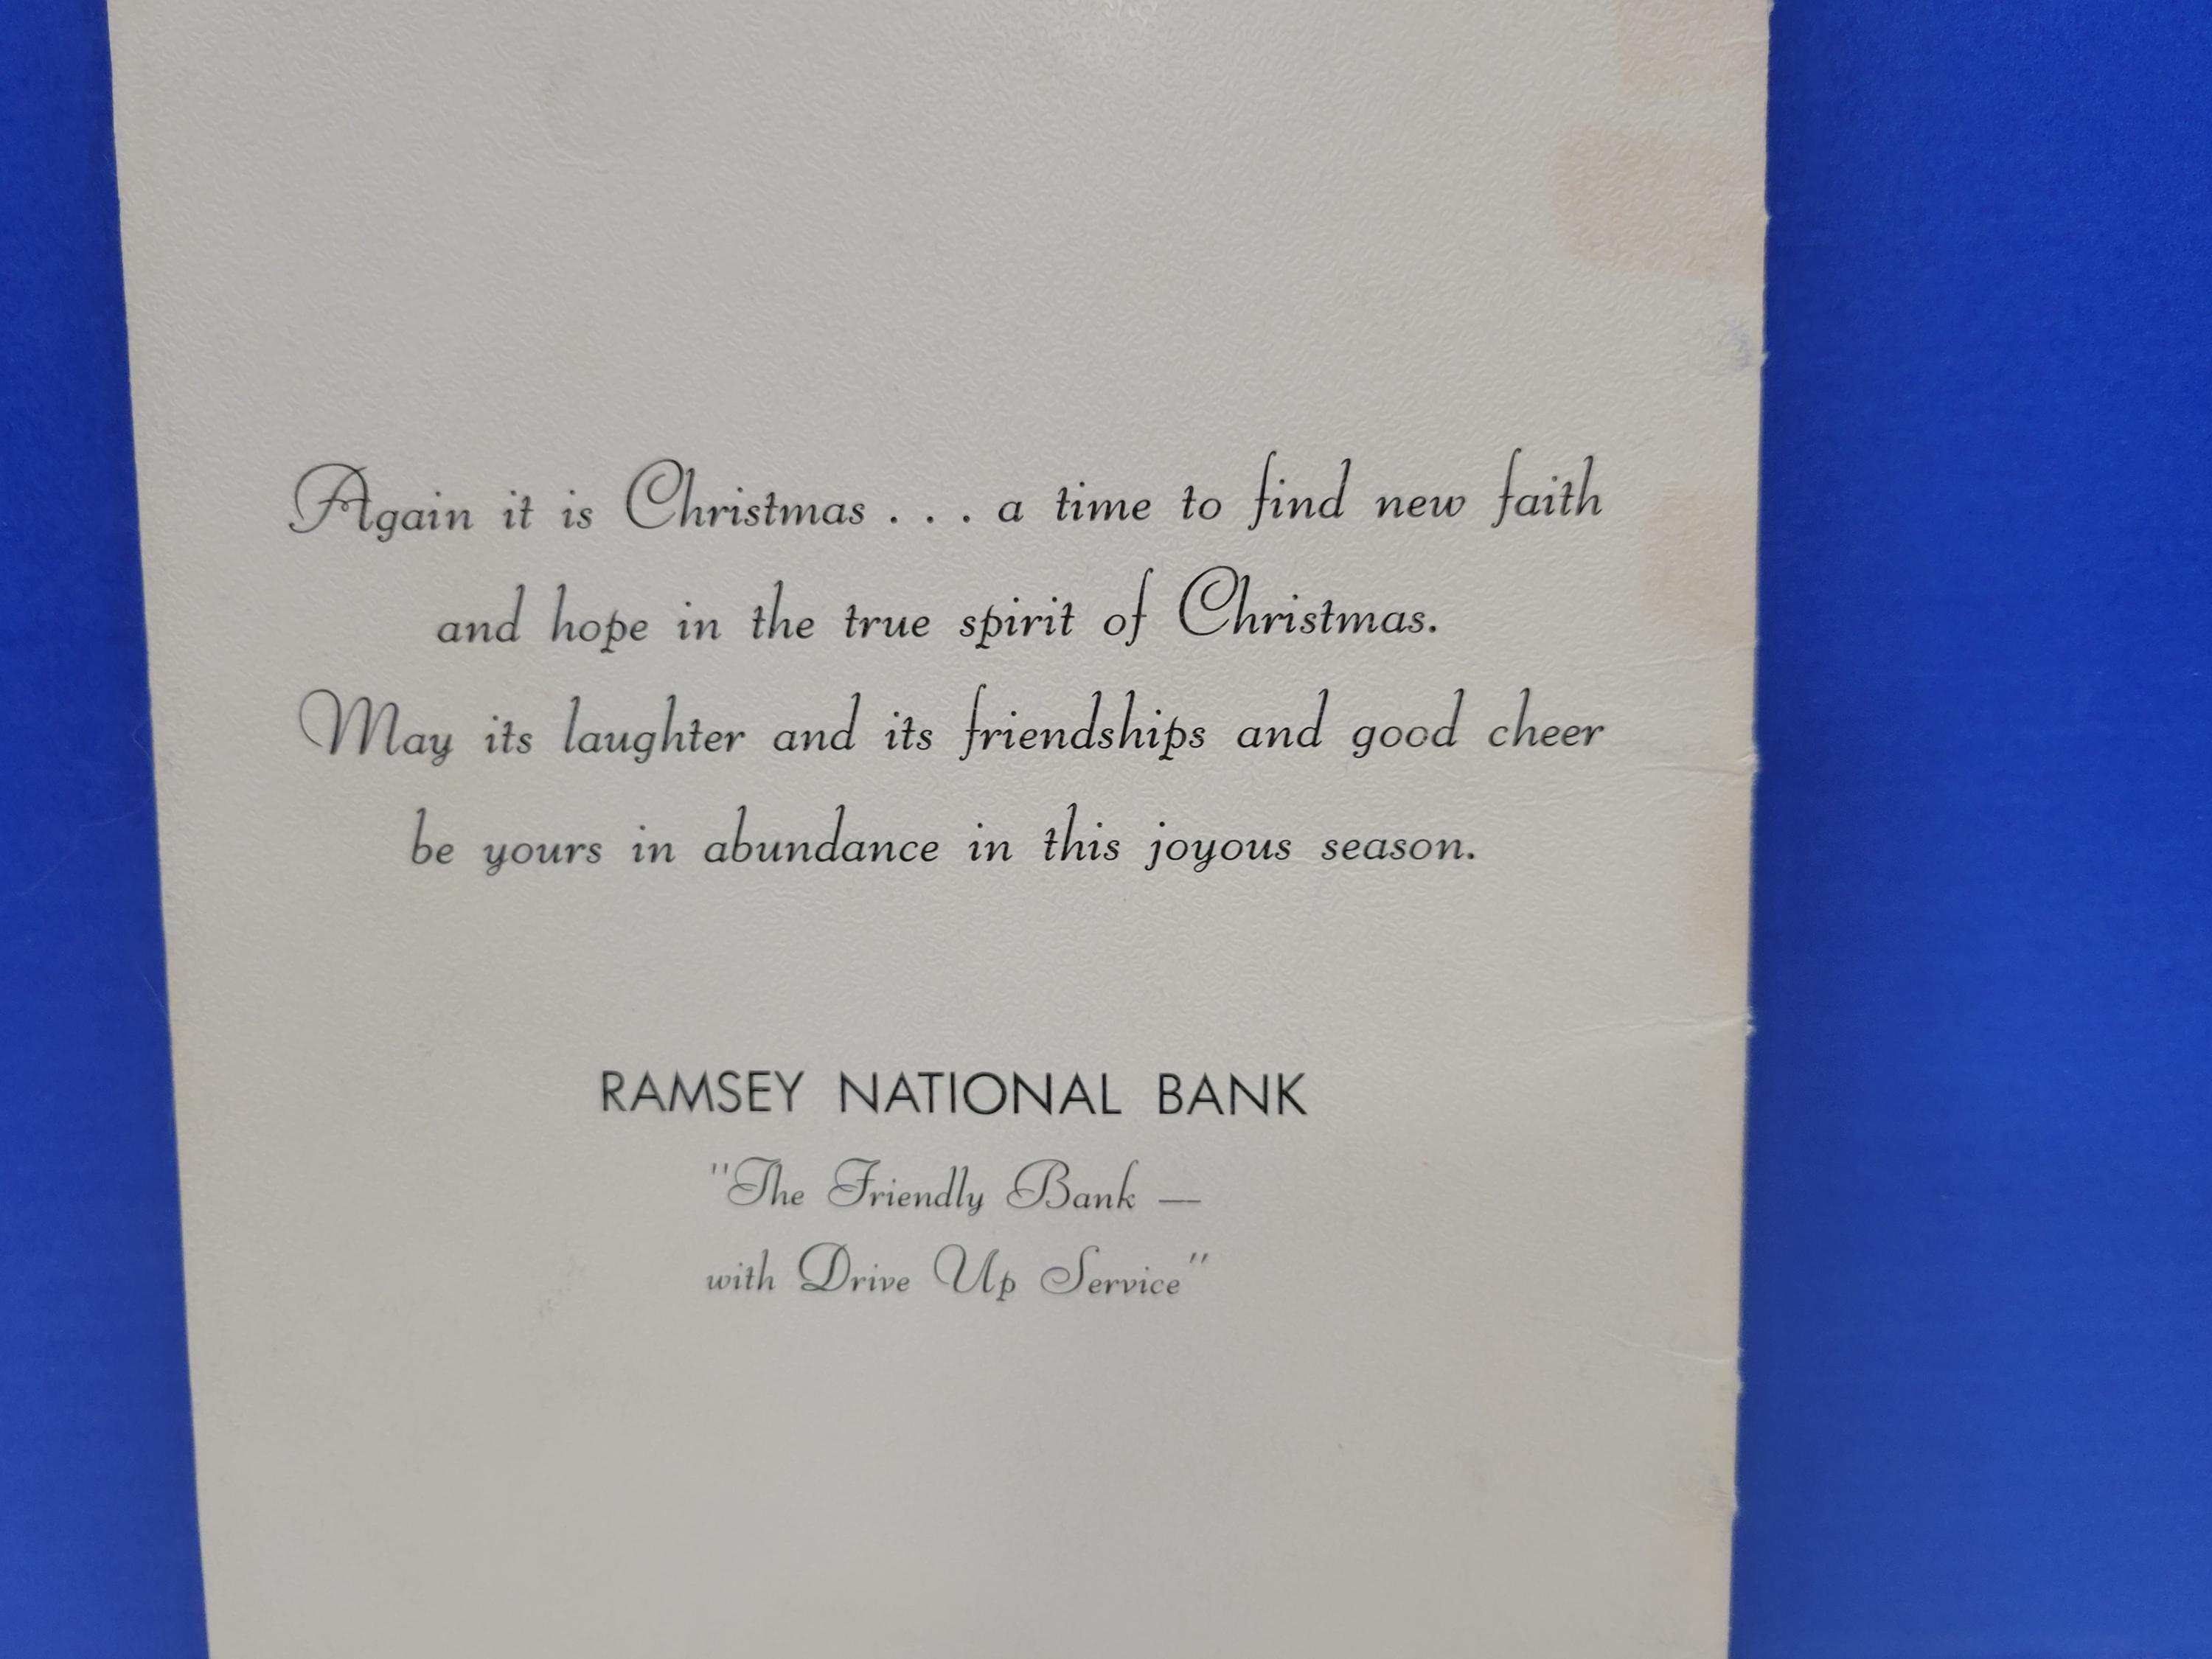 Again it is Christmas . . . a time to find new faith
and hope in the true spirit of Christmas.
May its laughter and its friendships and good cheer
be yours in abundance in this joyous season.
RAMSEY NATIONAL BANK
"The Friendly Bank —
with Drive Up Service"